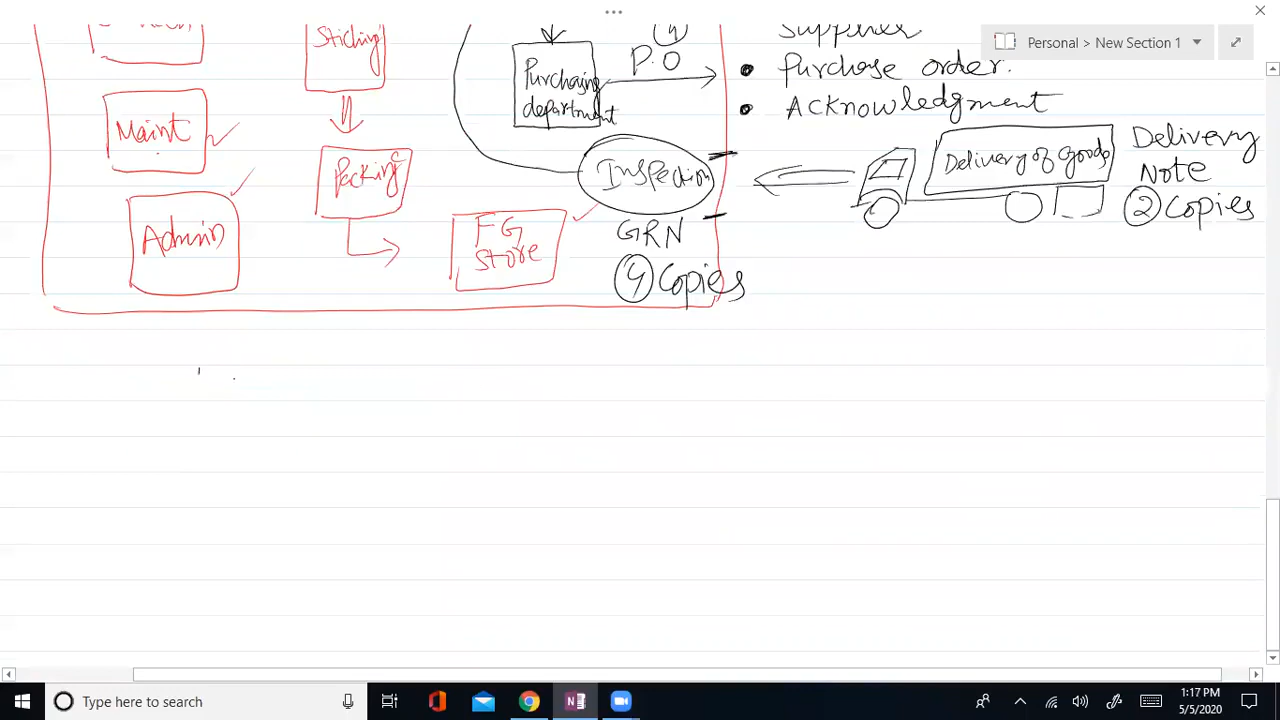 Personal > New Section 1
Stiching
Supplier
P.O
Purchase order.
Purchasing
department
Acknowledgment
Maint
Delivery
Note
2 Copies
Delivery of Goods
Packing
Inspection
Admin
FG
Store
GRN
4 Copies
Type here to search
1:17 PM
5/5/2020